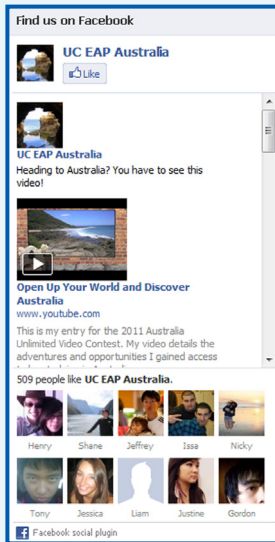 Find us on Facebook
UC EAP Australia
Like
UC EAP Australia
Heading to Australia? You have to see this
video!
Open Up Your World and Discover
Australia
www.youtube.com
This is my entry for the 2011 Australia
Unlimited Video Contest. My video details the
adventures and opportunities I gained access
509 people like UC EAP Australia.
Henry Shane Jeffrey Issa Nicky
Tony Jessica Liam Justine Gordon
Facebook social plugin